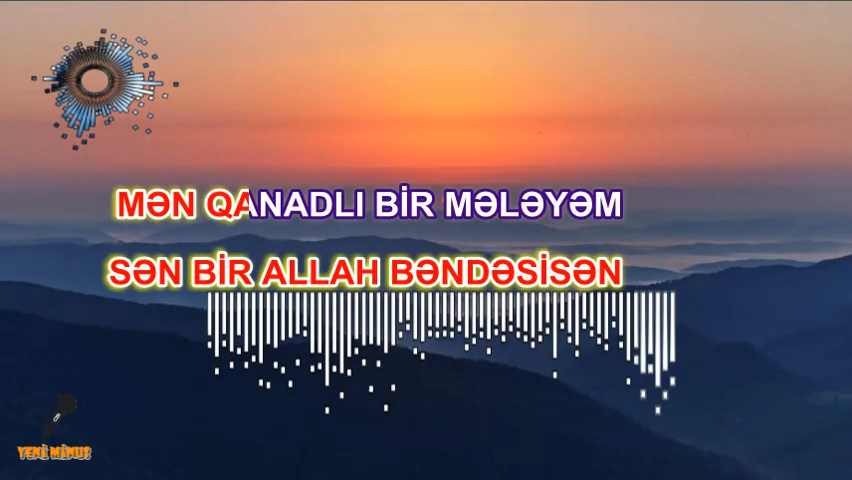 MƏN QANADLI BİR MƏLƏYƏM
SƏN BİR ALLAH BƏNDƏSİSƏN
YENİ MİNUS